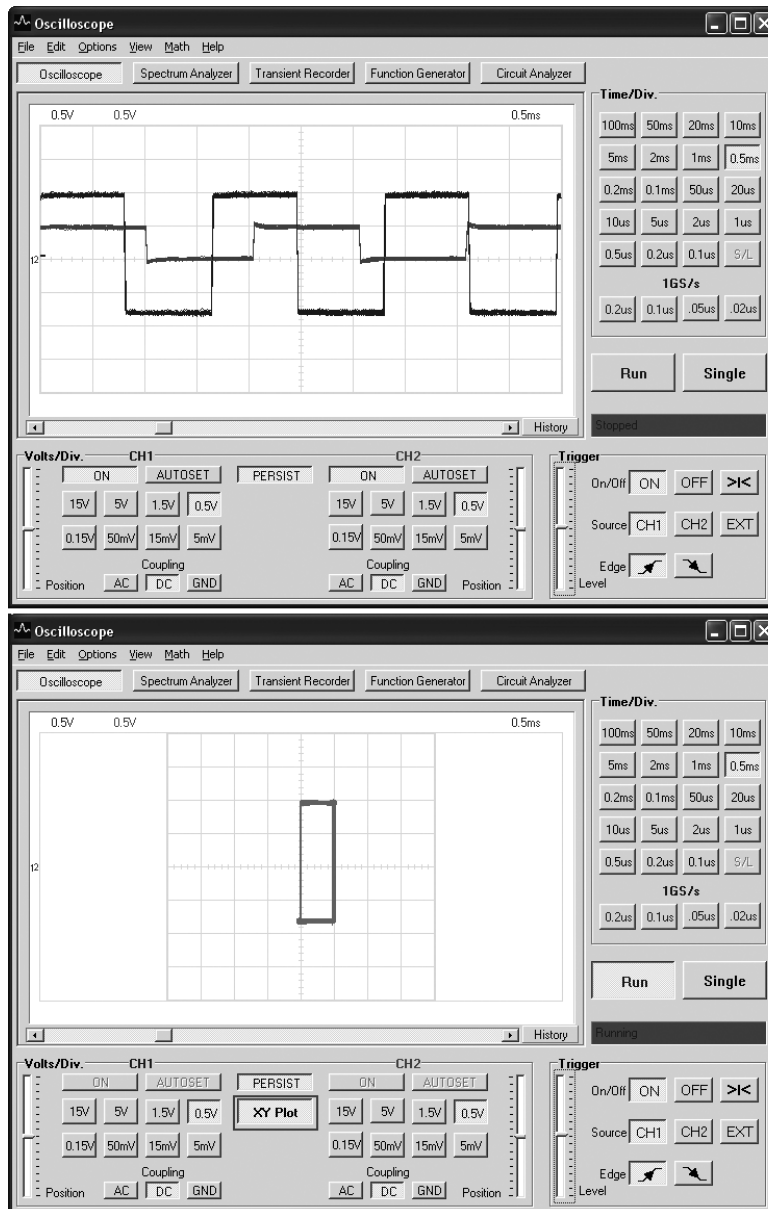 Oscilloscope
File Edit Options View Math Help
Oscilloscope Spectrum Analyzer Transient Recorder Function Generator Circuit Analyzer
0.5V 0.5V 0.5ms
12
History
Time/Div.
100ms 50ms 20ms 10ms
5ms 2ms 1ms 0.5ms
0.2ms 0.1ms 50us 20us
10us 5us 2us 1us
0.5us 0.2us 0.1us S/L
1GS/s
0.2us 0.1us .05us .02us
Run Single
Stopped
Volts/Div. CH1 CH2
ON AUTOSET PERSIST ON AUTOSET
15V 5V 1.5V 0.5V 15V 5V 1.5V 0.5V
0.15V 50mV 15mV 5mV 0.15V 50mV 15mV 5mV
Coupling Coupling
Position AC DC GND AC DC GND Position
Trigger
On/Off ON OFF >I<
Source CH1 CH2 EXT
Edge
Level
Oscilloscope
File Edit Options View Math Help
Oscilloscope Spectrum Analyzer Transient Recorder Function Generator Circuit Analyzer
0.5V 0.5V 0.5ms
12
History
Time/Div.
100ms 50ms 20ms 10ms
5ms 2ms 1ms 0.5ms
0.2ms 0.1ms 50us 20us
10us 5us 2us 1us
0.5us 0.2us 0.1us S/L
1GS/s
0.2us 0.1us .05us .02us
Run Single
Running
Volts/Div. CH1 CH2
ON AUTOSET PERSIST ON AUTOSET
15V 5V 1.5V 0.5V XY Plot 15V 5V 1.5V 0.5V
0.15V 50mV 15mV 5mV 0.15V 50mV 15mV 5mV
Coupling Coupling
Position AC DC GND AC DC GND Position
Trigger
On/Off ON OFF >I<
Source CH1 CH2 EXT
Edge
Level